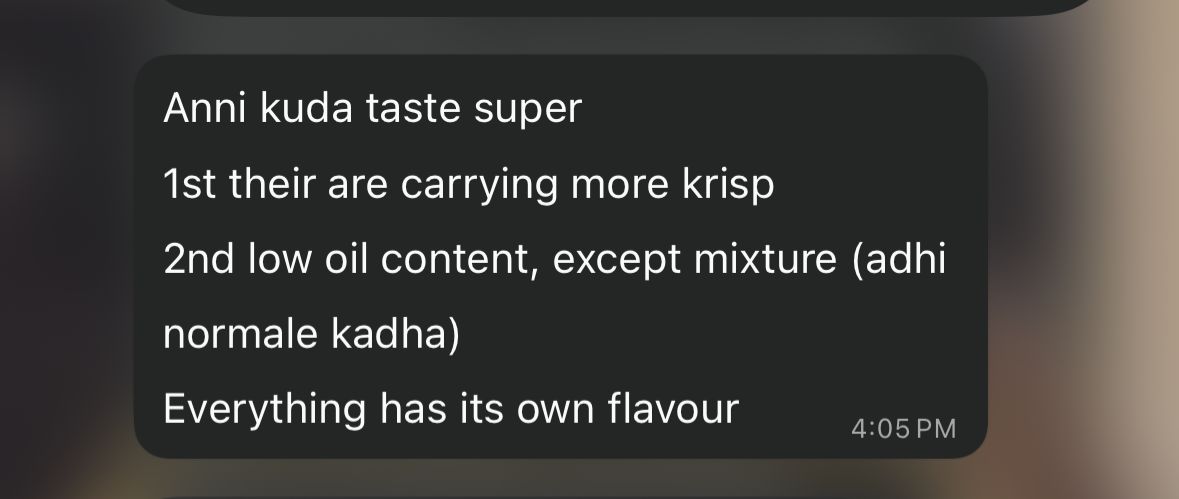 Anni kuda taste super
1st their are carrying more krisp
2nd low oil content, except mixture (adhi
normale kadha)
Everything has its own flavour
4:05 PM